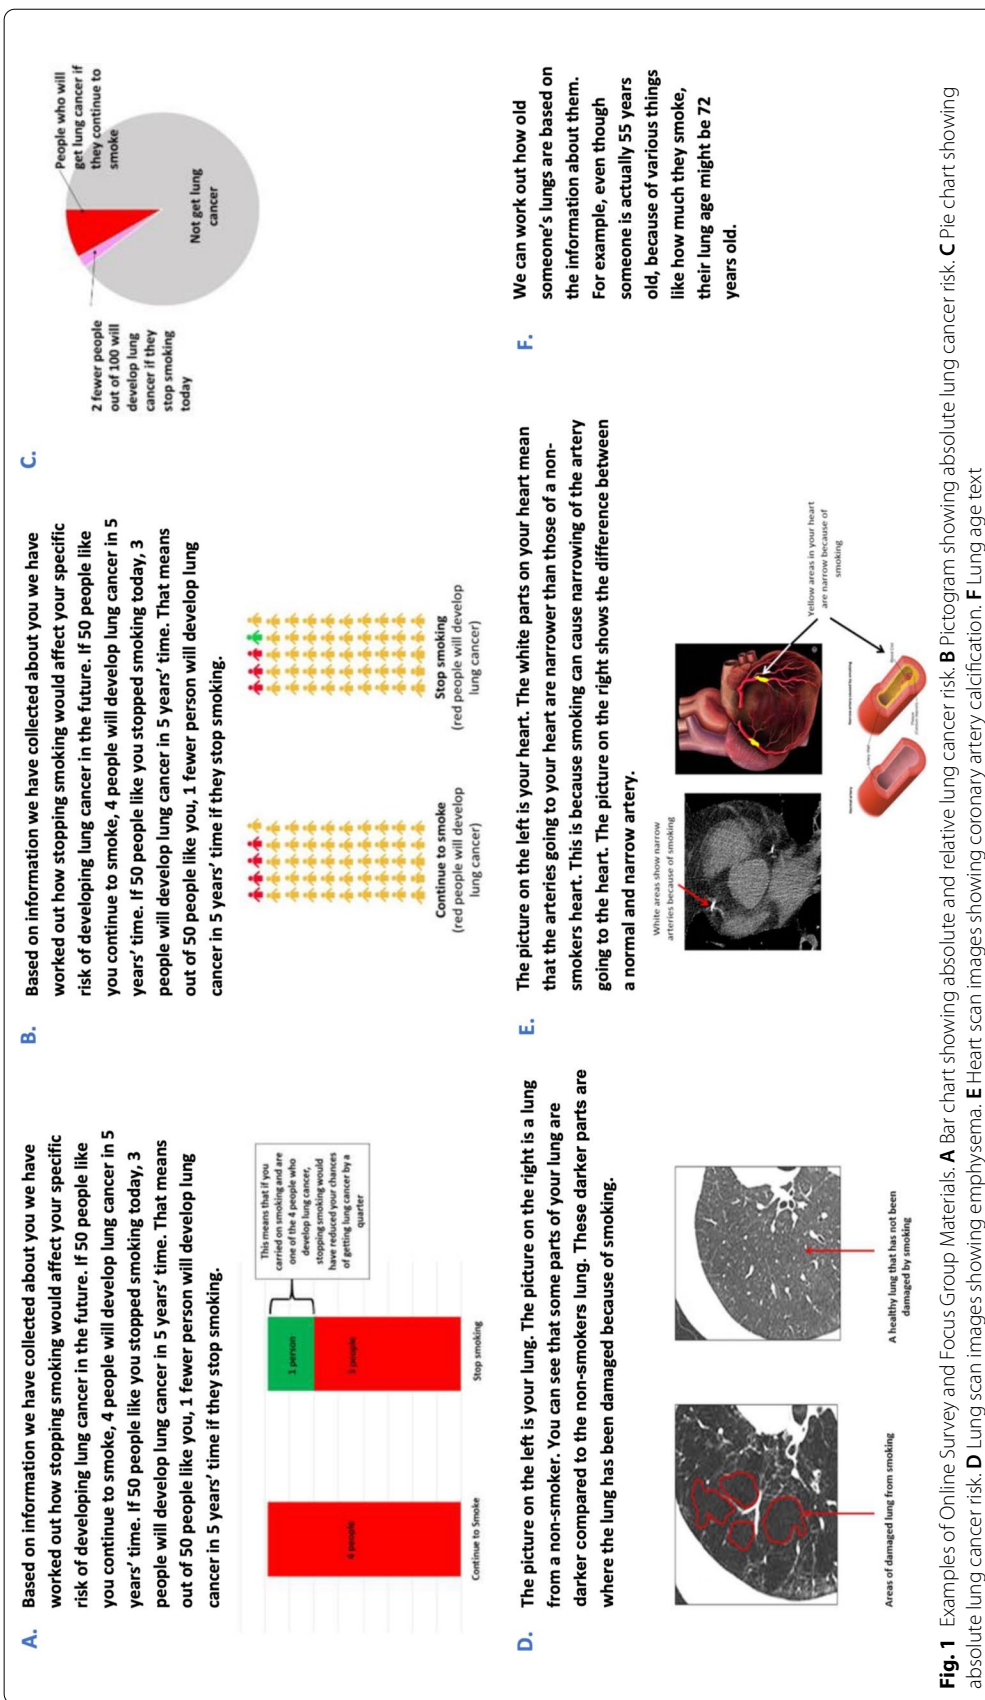 A.
Based on information we have collected about you we have
worked out how stopping smoking would affect your specific
risk of developing lung cancer in the future. If 50 people like
you continue to smoke, 4 people will develop lung cancer in 5
years' time. If 50 people like you stopped smoking today, 3
people will develop lung cancer in 5 years' time. That means
out of 50 people like you, 1 fewer person will develop lung
cancer in 5 years' time if they stop smoking.
This means that if you
carried on smoking and are
one of the 4 people who
develop lung cancer,
stopping smoking would
have reduced your chances
of getting lung cancer by a
quarter
4 people
1 person
3 people
Continue to Smoke
Stop smoking
B.
Based on information we have collected about you we have
worked out how stopping smoking would affect your specific
risk of developing lung cancer in the future. If 50 people like
you continue to smoke, 4 people will develop lung cancer in 5
years' time. If 50 people like you stopped smoking today, 3
people will develop lung cancer in 5 years' time. That means
out of 50 people like you, 1 fewer person will develop lung
cancer in 5 years' time if they stop smoking.
Continue to smoke
(red people will develop
lung cancer)
Stop smoking
(red people will develop
lung cancer)
C.
People who will
get lung cancer if
they continue to
smoke
2 fewer people
out of 100 will
develop lung
cancer if they
stop smoking
today
Not get lung
cancer
D.
The picture on the left is your lung. The picture on the right is a lung
from a non-smoker. You can see that some parts of your lung are
darker compared to the non-smokers lung. These darker parts are
where the lung has been damaged because of smoking.
Areas of damaged lung from smoking
A healthy lung that has not been
damaged by smoking
E.
The picture on the left is your heart. The white parts on your heart mean
that the arteries going to your heart are narrower than those of a non-
smokers heart. This is because smoking can cause narrowing of the artery
going to the heart. The picture on the right shows the difference between
a normal and narrow artery.
White areas show narrow
arteries because of smoking
Yellow areas in your heart
are narrow because of
smoking
Normal artery
Narrow artery caused by smoking
F.
We can work out how old
someone's lungs are based on
the information about them.
For example, even though
someone is actually 55 years
old, because of various things
like how much they smoke,
their lung age might be 72
years old.
Fig. 1 Examples of Online Survey and Focus Group Materials. A Bar chart showing absolute and relative lung cancer risk. B Pictogram showing absolute lung cancer risk. C Pie chart showing
absolute lung cancer risk. D Lung scan images showing emphysema. E Heart scan images showing coronary artery calcification. F Lung age text